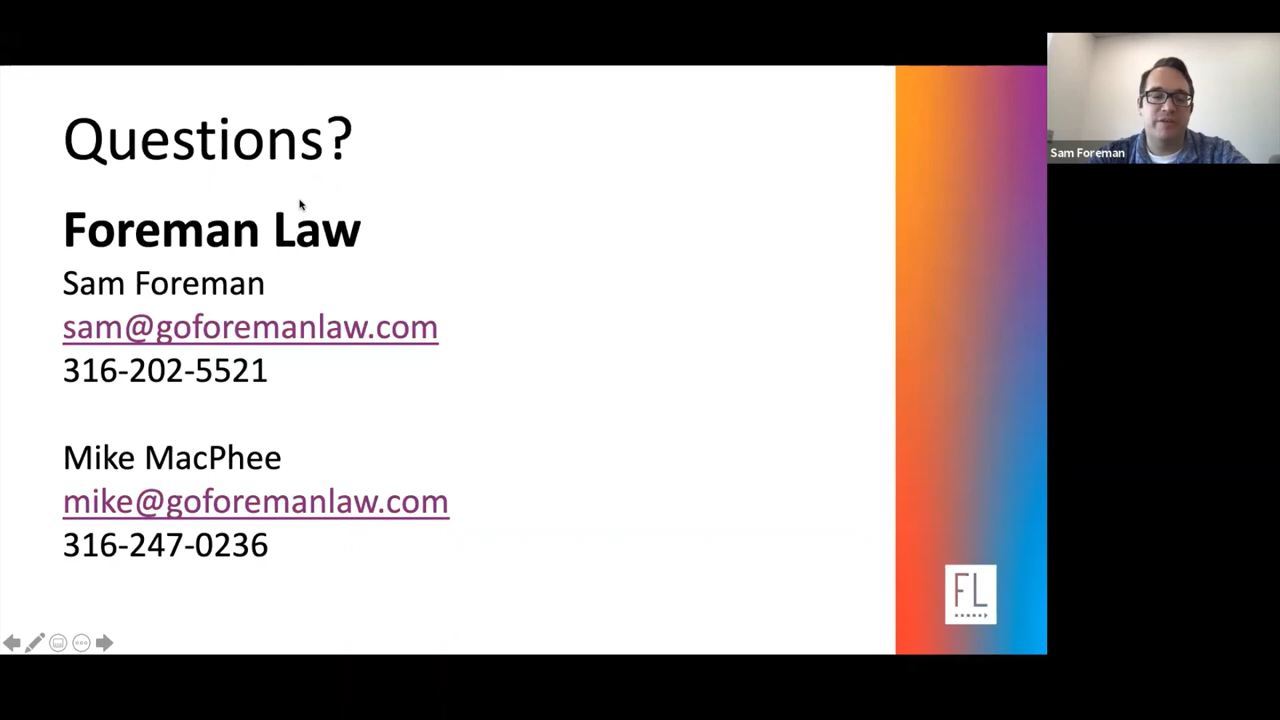 Questions?
Foreman Law
Sam Foreman
sam@goforemanlaw.com
316-202-5521
Mike MacPhee
mike@goforemanlaw.com
316-247-0236
FL
Sam Foreman